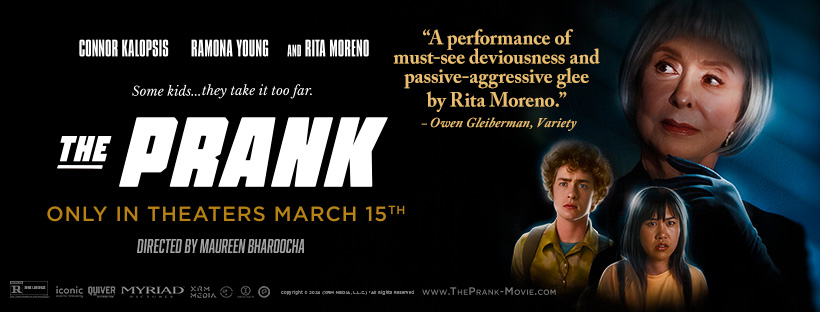 CONNOR KALOPSIS RAMONA YOUNG AND RITA MORENO
Some kids...they take it too far.
THE PRANK
ONLY IN THEATERS MARCH 15TH
DIRECTED BY MAUREEN BHAROOCHA
“A performance of
must-see deviousness and
passive-aggressive glee
by Rita Moreno.”
– Owen Gleiberman, Variety
R
iconic QUIVER MYRIAD XRM
MEDIA
WWW.THEPRANK-MOVIE.COM